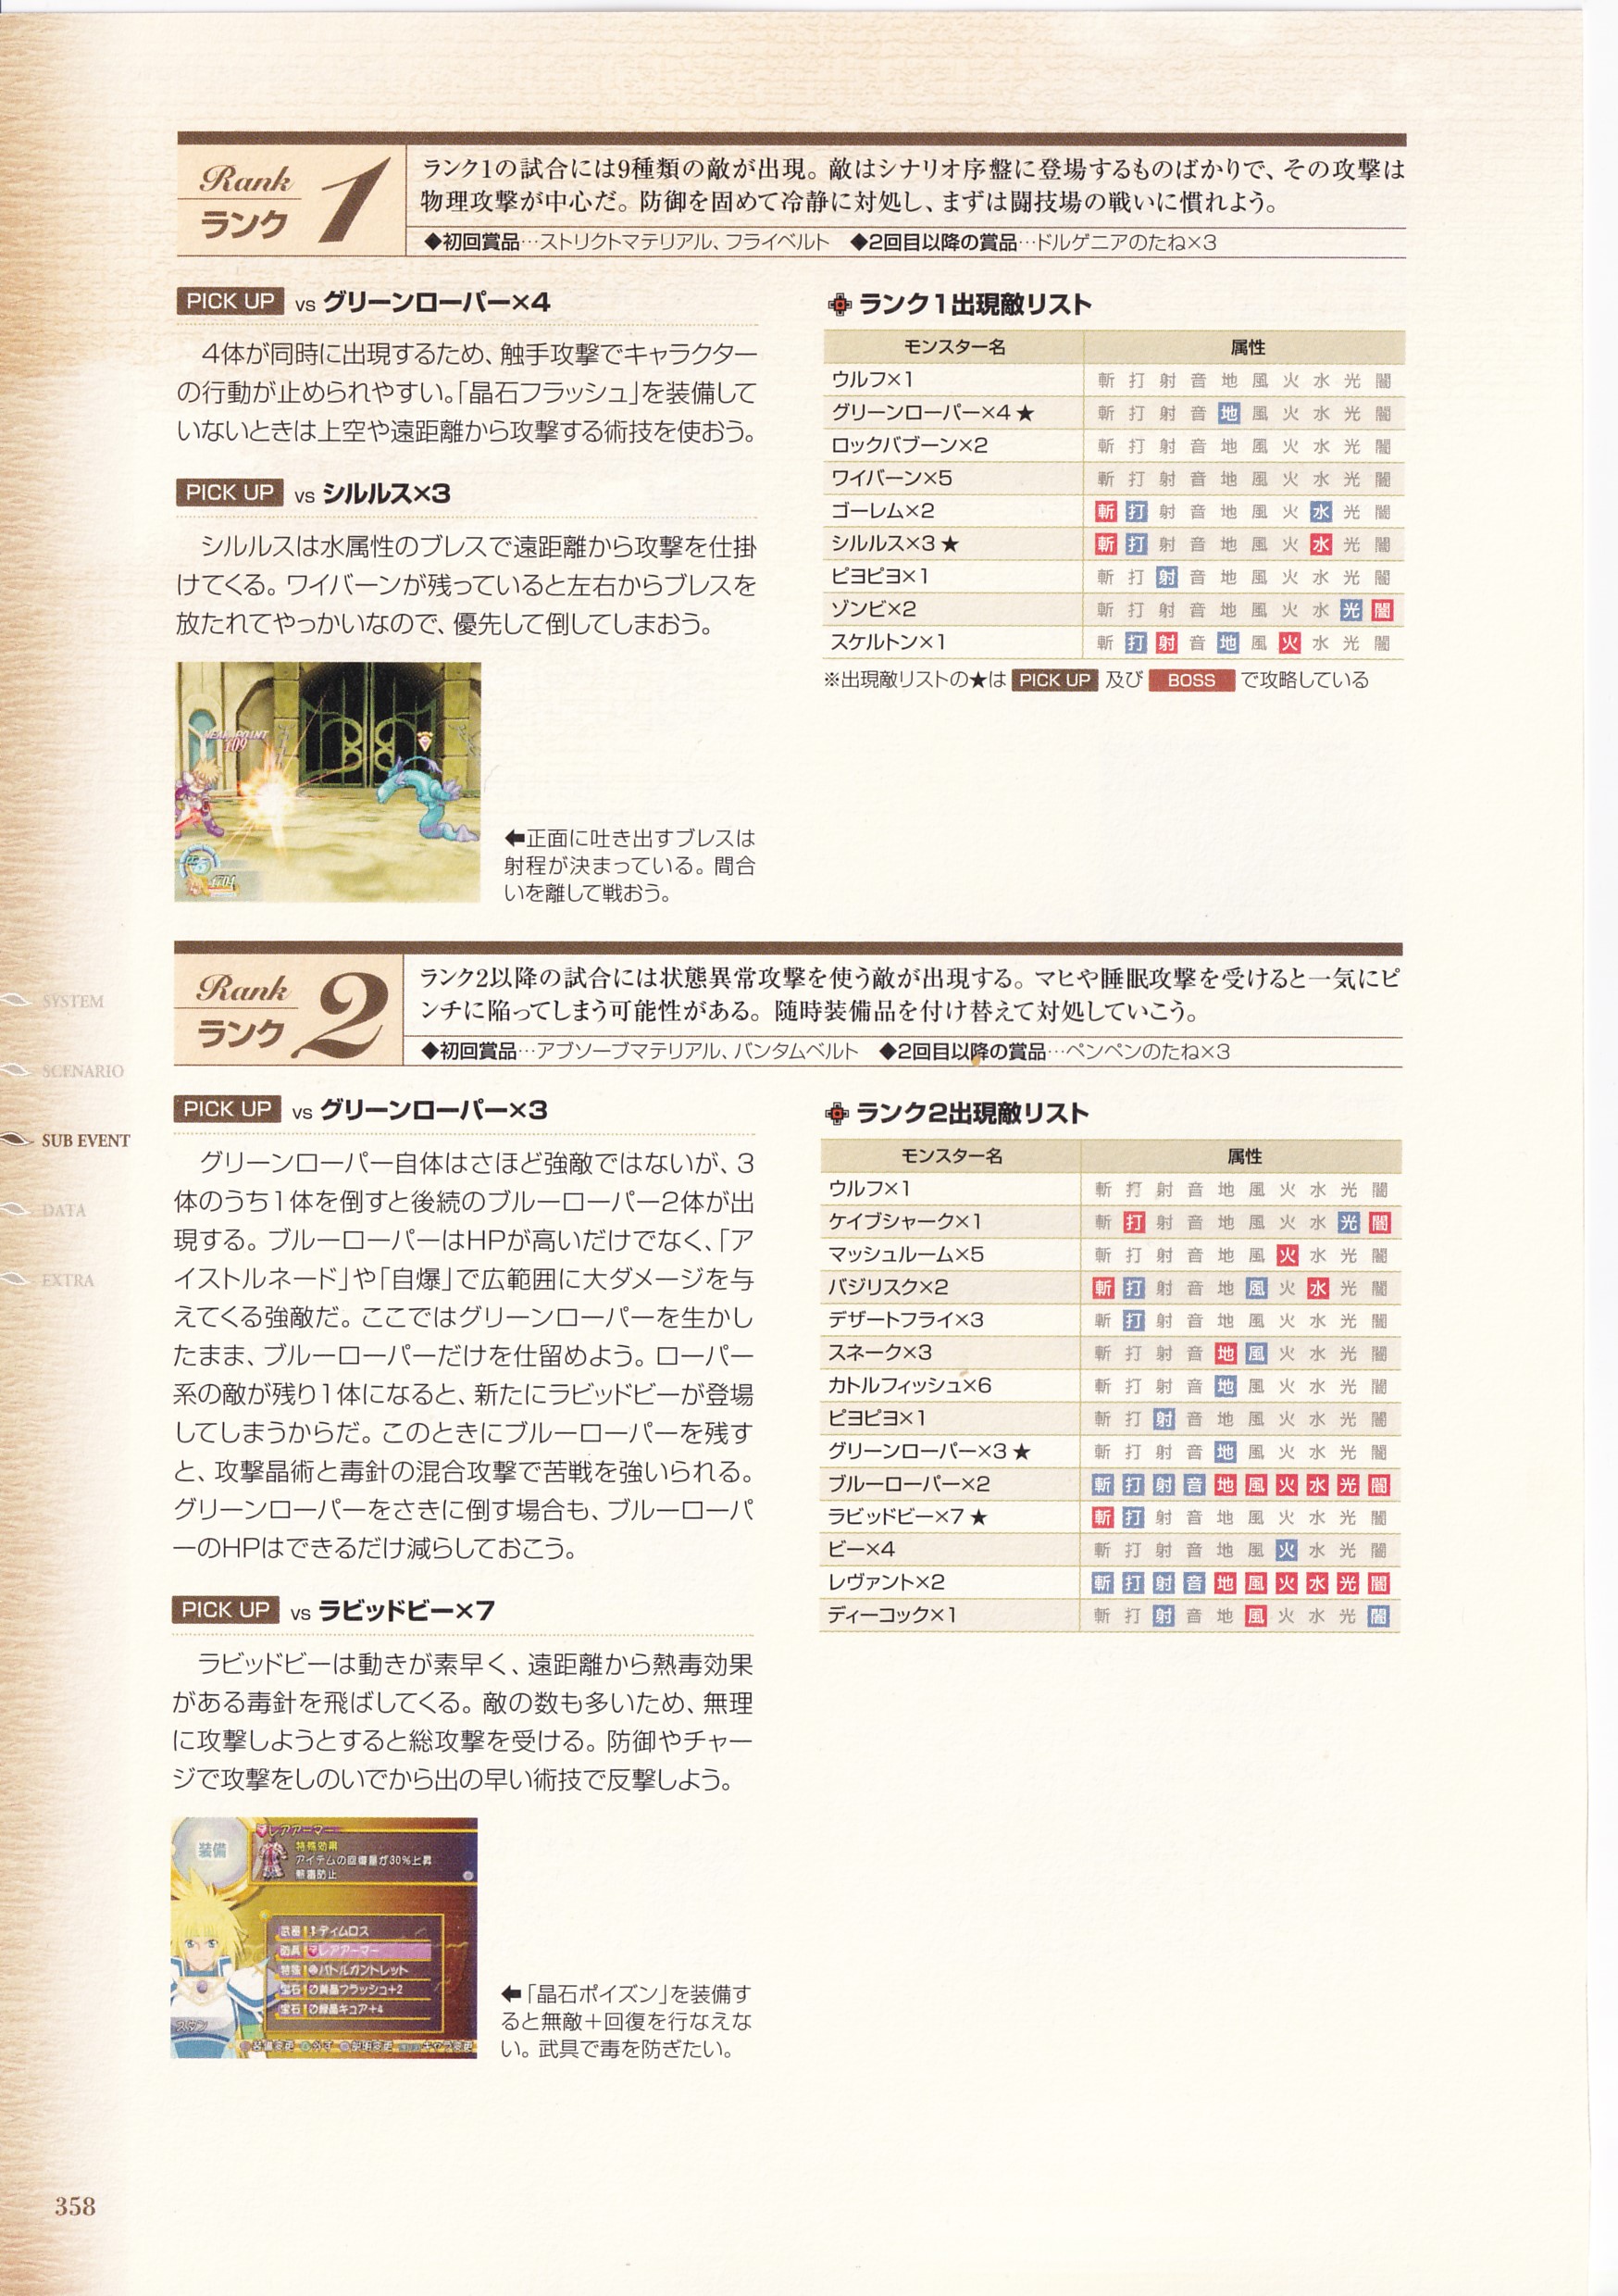 Rank
ランク
1
ランク1の試合には9種類の敵が出現。敵はシナリオ序盤に登場するものばかりで、その攻撃は
物理攻撃が中心だ。防御を固めて冷静に対処し、まずは闘技場の戦いに慣れよう。
◆初回賞品…ストリクトマテリアル、フライベルト ◆2回目以降の賞品…ドルゲニアのたね×3
PICK UP vs グリーンローパー×4
4体が同時に出現するため、触手攻撃でキャラクター
の行動が止められやすい。「晶石フラッシュ」を装備して
いないときは上空や遠距離から攻撃する術技を使おう。
PICK UP vs シルルス×3
シルルスは水属性のブレスで遠距離から攻撃を仕掛
けてくる。ワイバーンが残っていると左右からブレスを
放たれてやっかいなので、優先して倒してしまおう。
109
1704
←正面に吐き出すブレスは
射程が決まっている。間合
いを離して戦おう。
ランク1出現敵リスト
モンスター名 属性
ウルフ×1 斬 打 射 音 地 風 火 水 光 闇
グリーンローパー×4★ 斬 打 射 音 地 風 火 水 光 闇
ロックバブーン×2 斬 打 射 音 地 風 火 水 光 闇
ワイバーン×5 斬 打 射 音 地 風 火 水 光 闇
ゴーレム×2 斬 打 射 音 地 風 火 水 光 闇
シルルス×3★ 斬 打 射 音 地 風 火 水 光 闇
ピヨピヨ×1 斬 打 射 音 地 風 火 水 光 闇
ゾンビ×2 斬 打 射 音 地 風 火 水 光 闇
スケルトン×1 斬 打 射 音 地 風 火 水 光 闇
※出現敵リストの★は PICK UP 及び BOSS で攻略している
Rank
ランク
2
ランク2以降の試合には状態異常攻撃を使う敵が出現する。マヒや睡眠攻撃を受けると一気にピ
ンチに陥ってしまう可能性がある。随時装備品を付け替えて対処していこう。
◆初回賞品…アブソーブマテリアル、バンタムベルト ◆2回目以降の賞品…ペンペンのたね×3
PICK UP vs グリーンローパー×3
グリーンローパー自体はさほど強敵ではないが、3
体のうち1体を倒すと後続のブルーローパー2体が出
現する。ブルーローパーはHPが高いだけでなく、「ア
イストルネード」や「自爆」で広範囲に大ダメージを与
えてくる強敵だ。ここではグリーンローパーを生かし
たまま、ブルーローパーだけを仕留めよう。ローパー
系の敵が残り1体になると、新たにラビッドビーが登場
してしまうからだ。このときにブルーローパーを残す
と、攻撃晶術と毒針の混合攻撃で苦戦を強いられる。
グリーンローパーをさきに倒す場合も、ブルーローパ
ーのHPはできるだけ減らしておこう。
PICK UP vs ラビッドビー×7
ラビッドビーは動きが素早く、遠距離から熱毒効果
がある毒針を飛ばしてくる。敵の数も多いため、無理
に攻撃しようとすると総攻撃を受ける。防御やチャー
ジで攻撃をしのいでから出の早い術技で反撃しよう。
装備
レアアーマー
特殊効果
アイテムの回復量が30%上昇
熱毒防止
武器 ディムロス
防具 レアアーマー
特殊 バトルガントレット
宝石 黄晶フラッシュ+2
宝石 緑晶キュア+4
スタン
←「晶石ポイズン」を装備す
ると無敵+回復を行なえな
い。武具で毒を防ぎたい。
ランク2出現敵リスト
モンスター名 属性
ウルフ×1 斬 打 射 音 地 風 火 水 光 闇
ケイブシャーク×1 斬 打 射 音 地 風 火 水 光 闇
マッシュルーム×5 斬 打 射 音 地 風 火 水 光 闇
バジリスク×2 斬 打 射 音 地 風 火 水 光 闇
デザートフライ×3 斬 打 射 音 地 風 火 水 光 闇
スネーク×3 斬 打 射 音 地 風 火 水 光 闇
カトルフィッシュ×6 斬 打 射 音 地 風 火 水 光 闇
ピヨピヨ×1 斬 打 射 音 地 風 火 水 光 闇
グリーンローパー×3★ 斬 打 射 音 地 風 火 水 光 闇
ブルーローパー×2 斬 打 射 音 地 風 火 水 光 闇
ラビッドビー×7★ 斬 打 射 音 地 風 火 水 光 闇
ビー×4 斬 打 射 音 地 風 火 水 光 闇
レヴァント×2 斬 打 射 音 地 風 火 水 光 闇
ディーコック×1 斬 打 射 音 地 風 火 水 光 闇
SYSTEM
SCENARIO
SUB EVENT
DATA
EXTRA
358